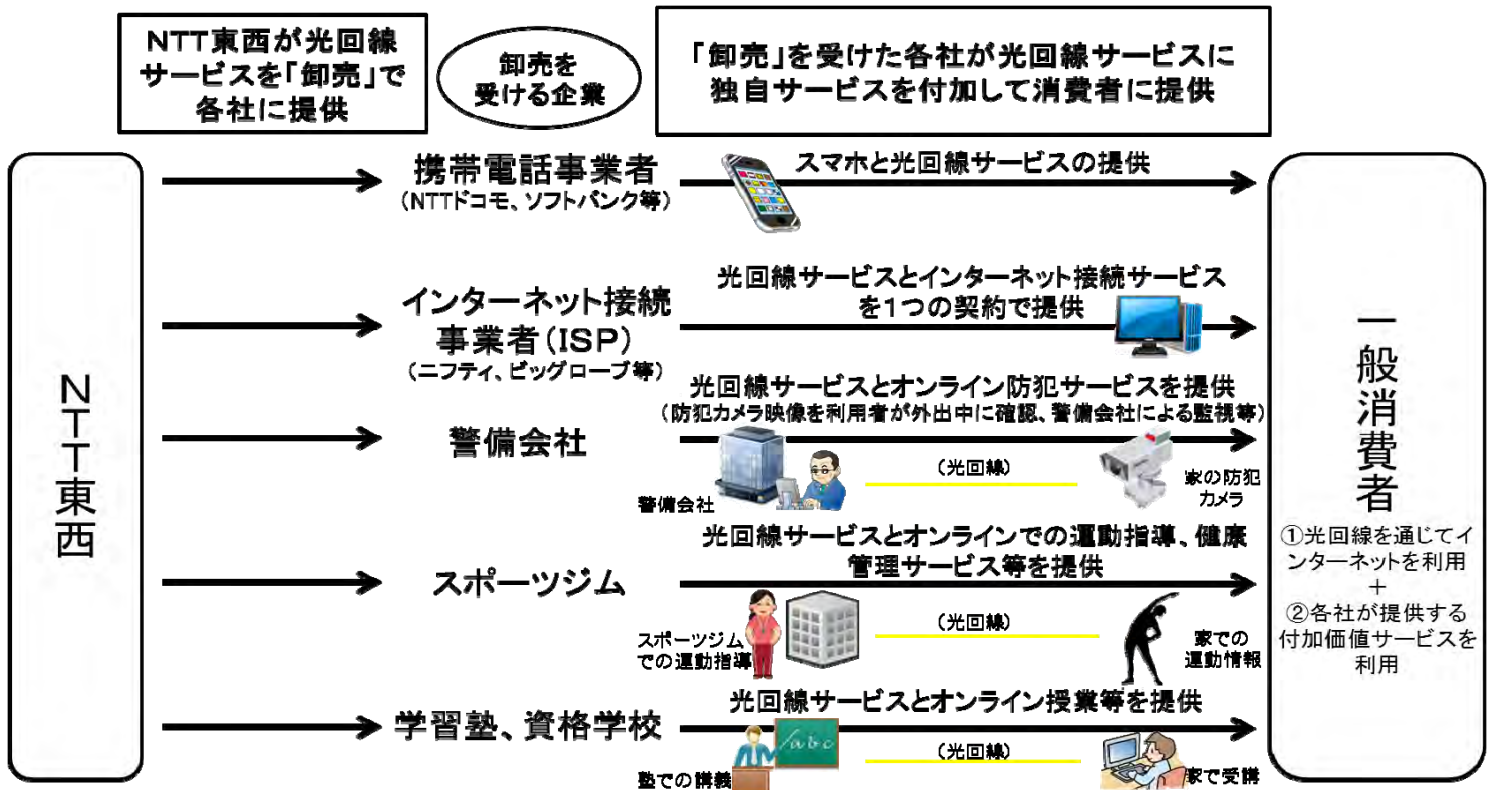 NTT東西が光回線
サービスを「卸売」で
各社に提供
卸売を
受ける企業
「卸売」を受けた各社が光回線サービスに
独自サービスを付加して消費者に提供
NTT東西
携帯電話事業者
(NTTドコモ、ソフトバンク等)
スマホと光回線サービスの提供
インターネット接続
事業者(ISP)
(ニフティ、ビッグローブ等)
光回線サービスとインターネット接続サービス
を1つの契約で提供
警備会社
光回線サービスとオンライン防犯サービスを提供
(防犯カメラ映像を利用者が外出中に確認、警備会社による監視等)
(光回線)
警備会社
家の防犯
カメラ
スポーツジム
光回線サービスとオンラインでの運動指導、健康
管理サービス等を提供
(光回線)
スポーツジム
での運動指導
家での
運動情報
学習塾、資格学校
光回線サービスとオンライン授業等を提供
/abc
(光回線)
塾での講義
家で受講
一般消費者
①光回線を通じてイ
ンターネットを利用
+
②各社が提供する
付加価値サービスを
利用